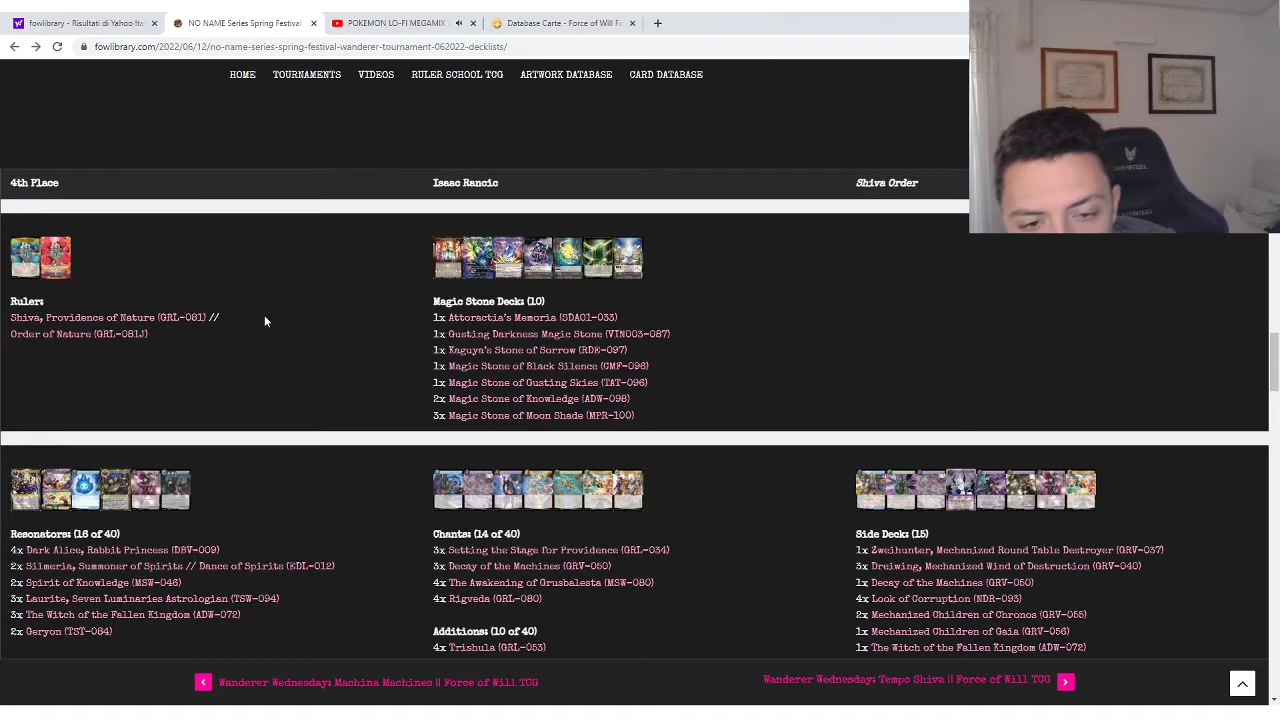 fowlibrary - Risultati di Yahoo Ita
NO NAME Series Spring Festival
POKEMON LO-FI MEGAMIX
Database Carte - Force of Will Fo
fowlibrary.com/2022/06/12/no-name-series-spring-festival-wanderer-tournament-062022-decklists/
HOME TOURNAMENTS VIDEOS RULER SCHOOL TCG ARTWORK DATABASE CARD DATABASE
4th Place Isaac Rancic Shiva Order
Ruler:
Shiva, Providence of Nature (GRL-081) //
Order of Nature (GRL-081J)
Magic Stone Deck: (10)
1x Attoractia's Memoria (SDAO1-033)
1x Gusting Darkness Magic Stone (VIN003-087)
1x Kaguya's Stone of Sorrow (RDE-097)
1x Magic Stone of Black Silence (CMF-096)
1x Magic Stone of Gusting Skies (TAT-096)
2x Magic Stone of Knowledge (ADW-098)
3x Magic Stone of Moon Shade (MPR-100)
Resonators: (16 of 40)
4x Dark Alice, Rabbit Princess (DBV-009)
2x Silmeria, Summoner of Spirits // Dance of Spirits (EDL-012)
2x Spirit of Knowledge (MSW-046)
3x Laurite, Seven Luminaries Astrologian (TSW-094)
3x The Witch of the Fallen Kingdom (ADW-072)
2x Geryon (TST-084)
Chants: (14 of 40)
3x Setting the Stage for Providence (GRL-034)
3x Decay of the Machines (GRV-050)
4x The Awakening of Grusbalesta (MSW-080)
4x Rigveda (GRL-080)
Additions: (10 of 40)
4x Trishula (GRL-053)
Side Deck: (15)
1x Zweihunter, Mechanized Round Table Destroyer (GRV-037)
3x Dreiwing, Mechanized Wind of Destruction (GRV-040)
1x Decay of the Machines (GRV-050)
4x Look of Corruption (NDR-093)
2x Mechanized Children of Chronos (GRV-055)
1x Mechanized Children of Gaia (GRV-056)
1x The Witch of the Fallen Kingdom (ADW-072)
Wanderer Wednesday: Machina Machines || Force of Will TCG
Wanderer Wednesday: Tempo Shiva || Force of Will TCG